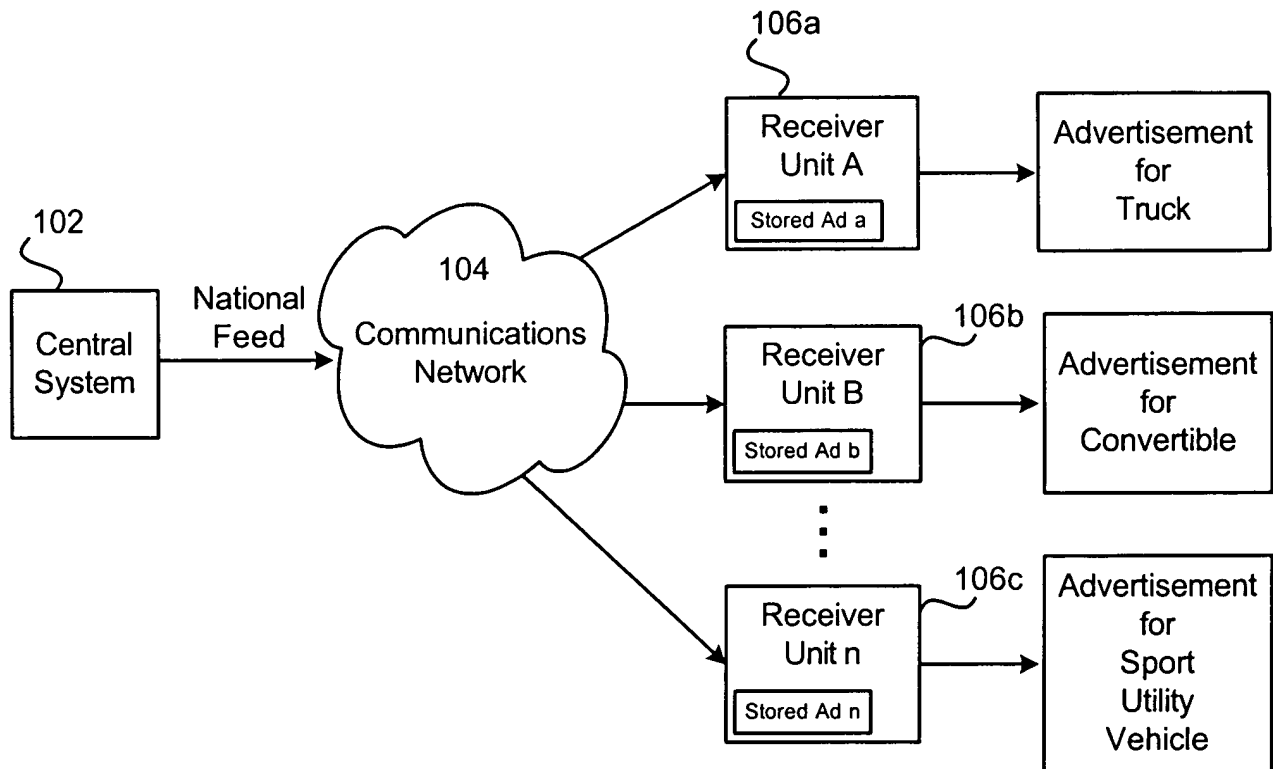 106a
Receiver
Unit A
Stored Ad a
Advertisement
for
Truck
102
Central
System
National
Feed
104
Communications
Network
106b
Receiver
Unit B
Stored Ad b
Advertisement
for
Convertible
106c
Receiver
Unit n
Stored Ad n
Advertisement
for
Sport
Utility
Vehicle